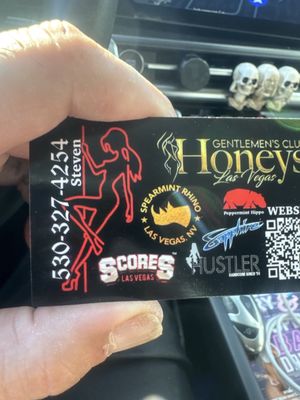 530-327-4254
Steven
GENTLEMEN'S CLU
Honeys
Las Vegas
SPEARMINT RHINO
LAS VEGAS, NV
Peppermint Hippo
WEBS
Sapphire
SCORES
LAS VEGAS
HUSTLER